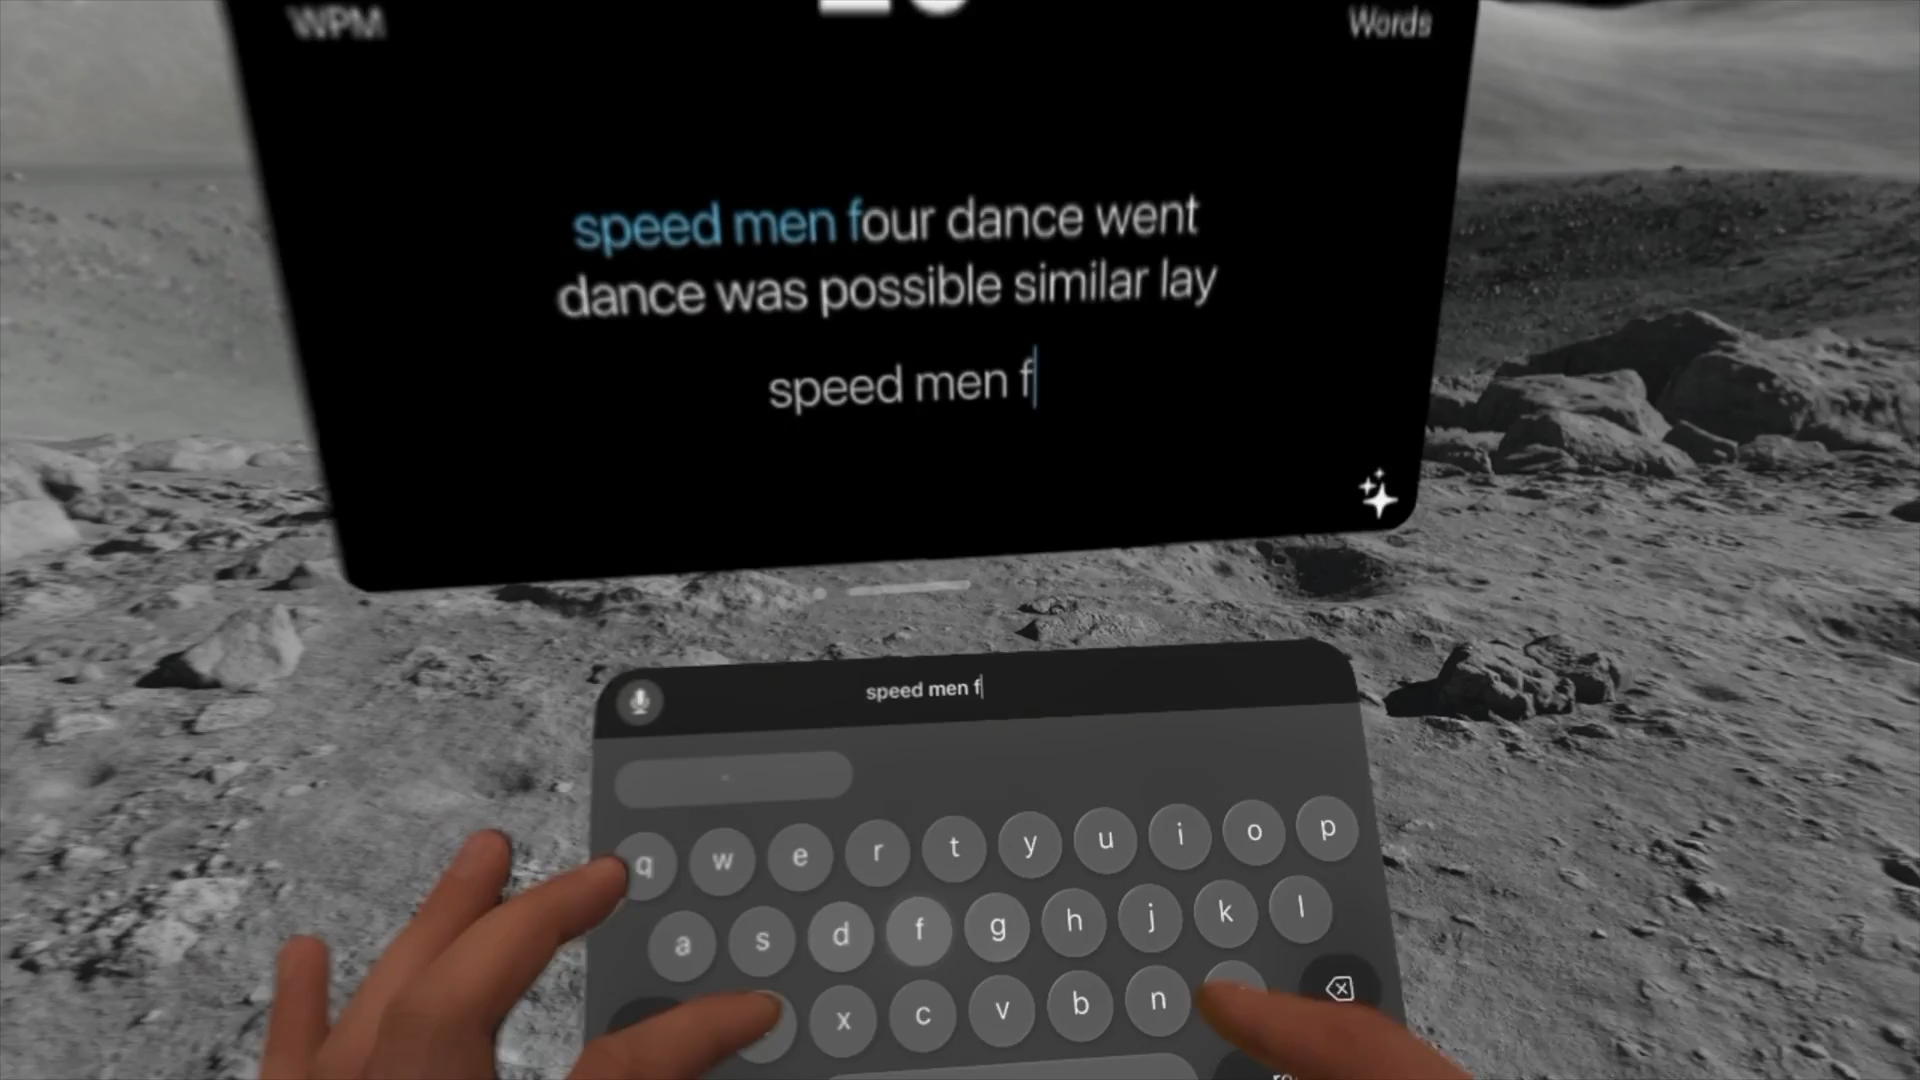 WPM
Words
speed men four dance went
dance was possible similar lay
speed men f
speed men f
q w e r t y u i o p
a s d f g h j k l
x c v b n